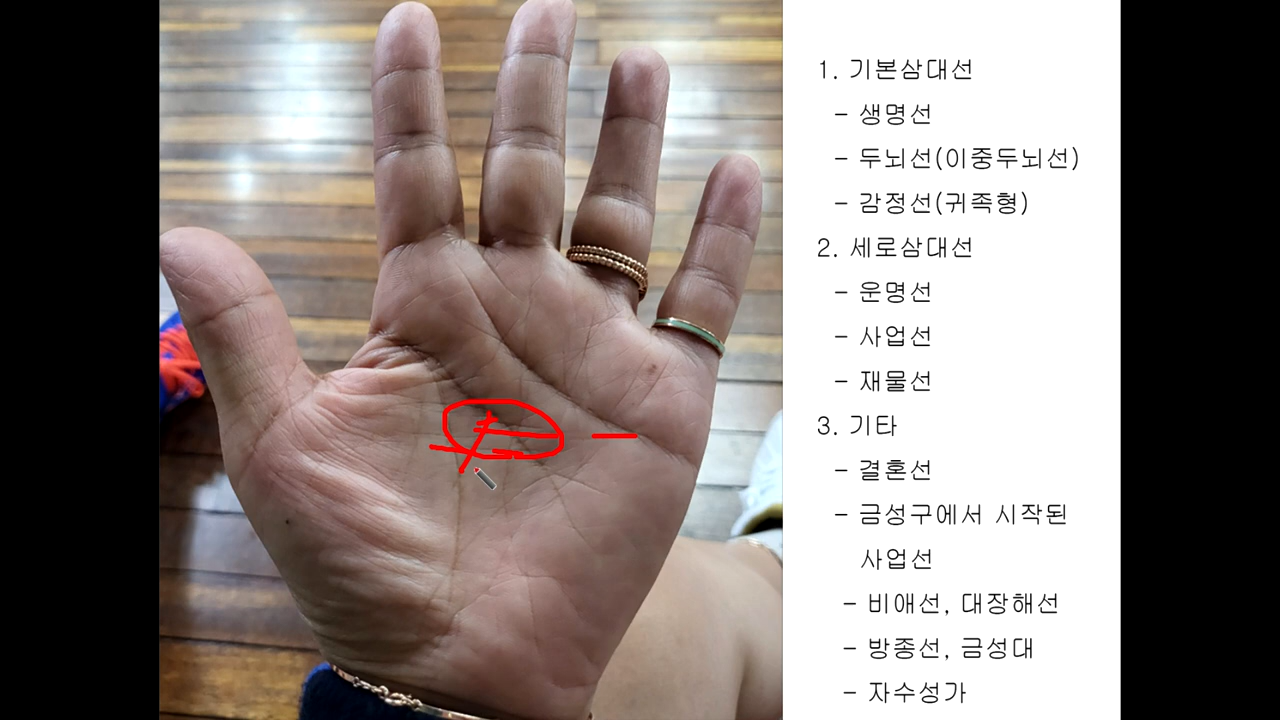 1. 기본삼대선
- 생명선
- 두뇌선(이중두뇌선)
- 감정선(귀족형)
2. 세로삼대선
- 운명선
- 사업선
- 재물선
3. 기타
- 결혼선
- 금성구에서 시작된
사업선
- 비애선, 대장해선
- 방종선, 금성대
- 자수성가